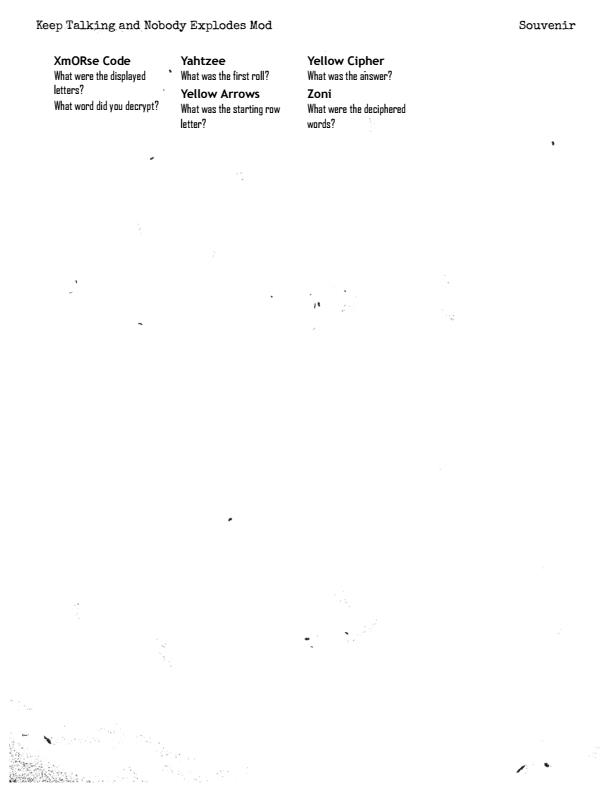 Keep Talking and Nobody Explodes Mod
Souvenir
XmORse Code
What were the displayed
letters?
What word did you decrypt?
Yahtzee
What was the first roll?
Yellow Arrows
What was the starting row
letter?
Yellow Cipher
What was the answer?
Zoni
What were the deciphered
words?